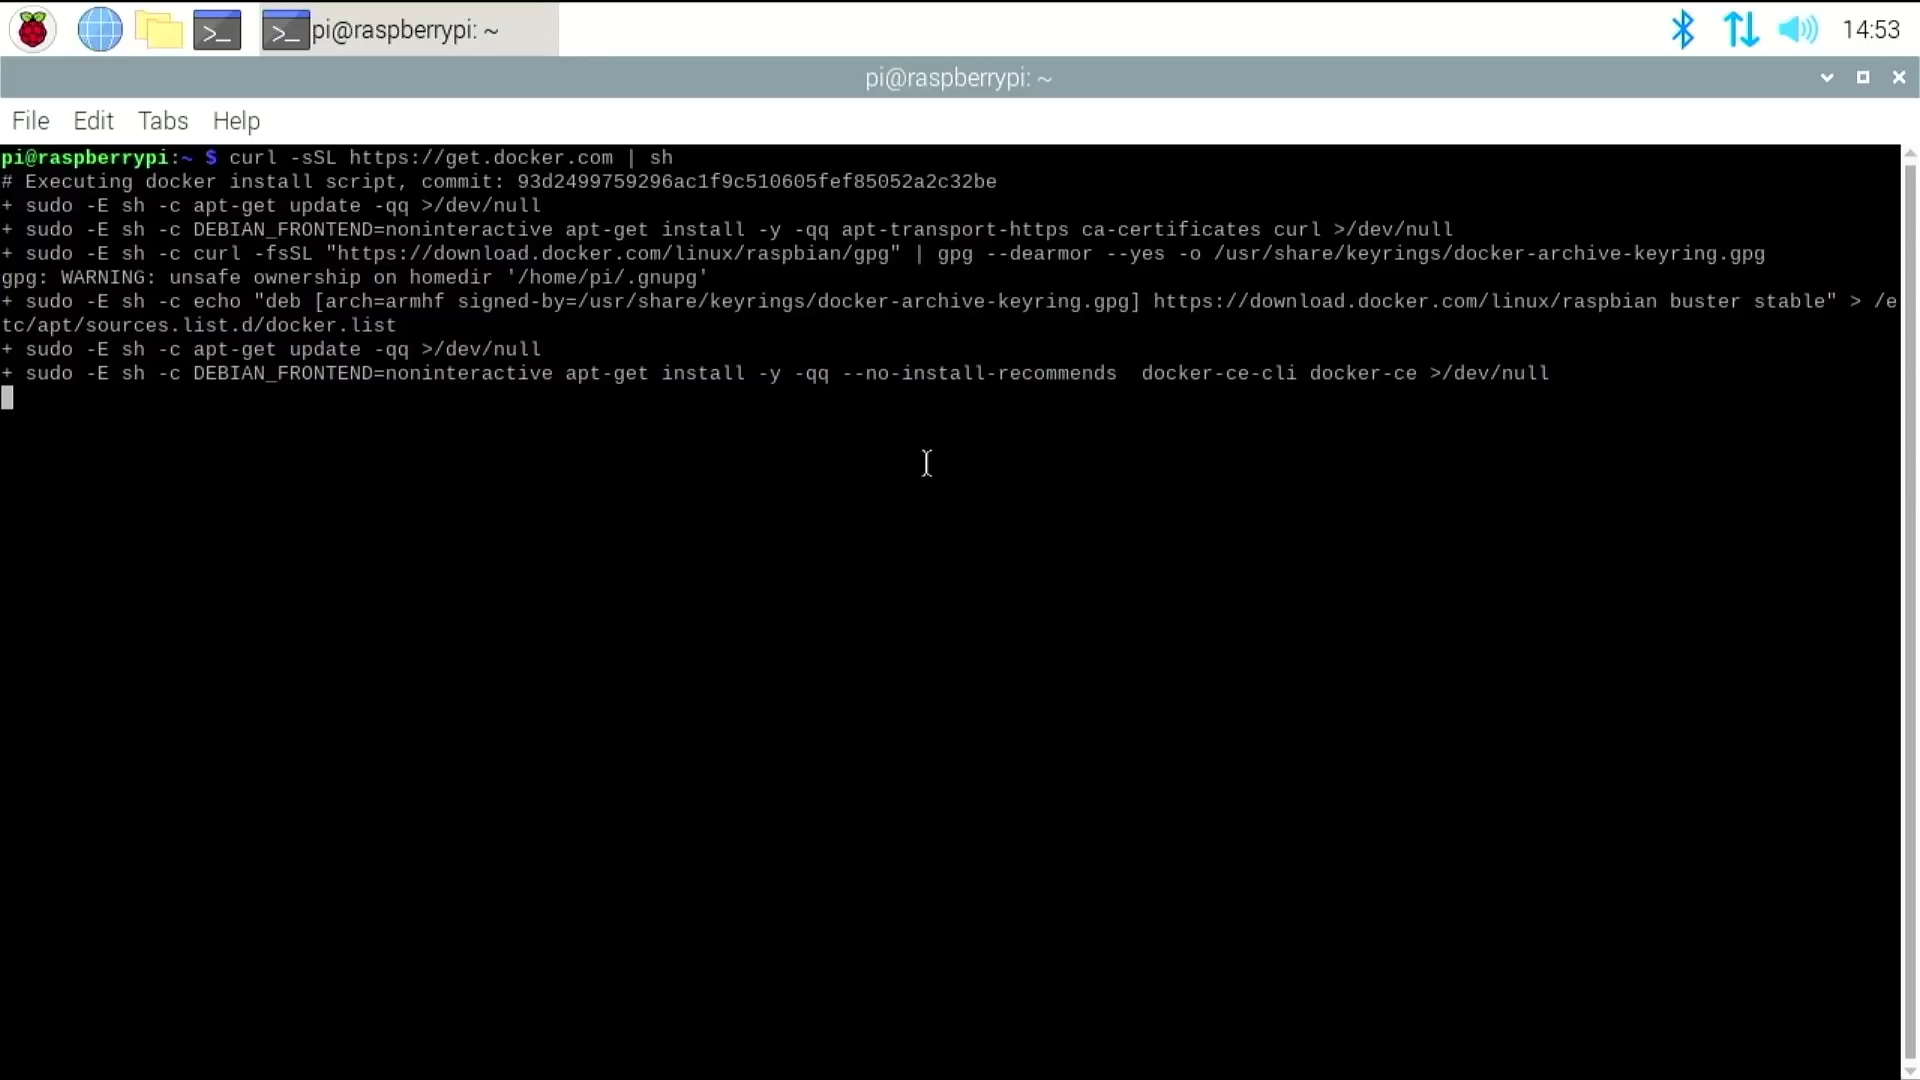 pi@raspberrypi: ~
14:53
pi@raspberrypi: ~
File Edit Tabs Help
pi@raspberrypi:~ $ curl -sSL https://get.docker.com | sh
# Executing docker install script, commit: 93d2499759296ac1f9c510605fef85052a2c32be
+ sudo -E sh -c apt-get update -qq >/dev/null
+ sudo -E sh -c DEBIAN_FRONTEND=noninteractive apt-get install -y -qq apt-transport-https ca-certificates curl >/dev/null
+ sudo -E sh -c curl -fsSL "https://download.docker.com/linux/raspbian/gpg" | gpg --dearmor --yes -o /usr/share/keyrings/docker-archive-keyring.gpg
gpg: WARNING: unsafe ownership on homedir '/home/pi/.gnupg'
+ sudo -E sh -c echo "deb [arch=armhf signed-by=/usr/share/keyrings/docker-archive-keyring.gpg] https://download.docker.com/linux/raspbian buster stable" > /e
tc/apt/sources.list.d/docker.list
+ sudo -E sh -c apt-get update -qq >/dev/null
+ sudo -E sh -c DEBIAN_FRONTEND=noninteractive apt-get install -y -qq --no-install-recommends  docker-ce-cli docker-ce >/dev/null